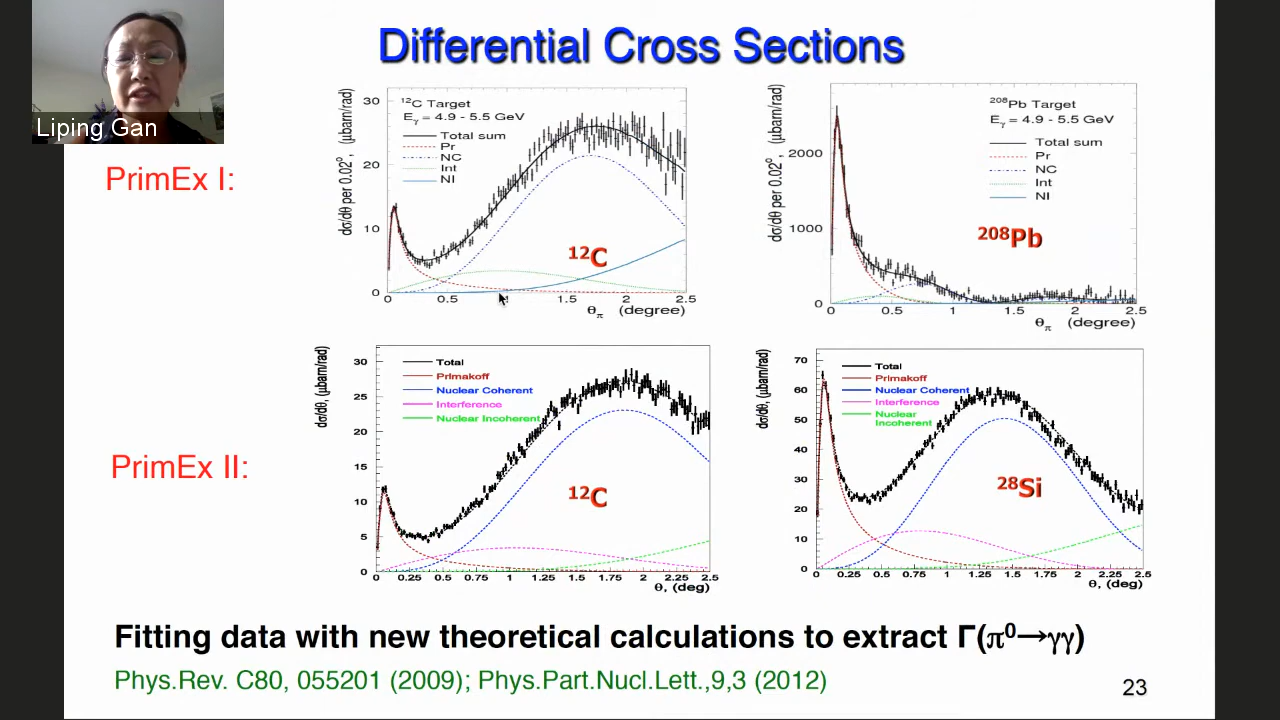 Differential Cross Sections
Liping Gan
PrimEx I:
dσ/dθ per 0.02⁰, (μbarn/rad)
30
20
10
0
¹²C Target
Eγ = 4.9 - 5.5 GeV
Total sum
Pr
NC
Int
NI
¹²C
0 0.5 1 1.5 2 2.5
θπ (degree)
dσ/dθ per 0.02⁰, (μbarn/rad)
2000
1000
0
²⁰⁸Pb Target
Eγ = 4.9 - 5.5 GeV
Total sum
Pr
NC
Int
NI
²⁰⁸Pb
0 0.5 1 1.5 2 2.5
θπ (degree)
PrimEx II:
dσ/dθ, (μbarn/rad)
30
25
20
15
10
5
0
Total
Primakoff
Nuclear Coherent
Interference
Nuclear Incoherent
¹²C
0 0.25 0.5 0.75 1 1.25 1.5 1.75 2 2.25 2.5
θ, (deg)
dσ/dθ, (μbarn/rad)
70
60
50
40
30
20
10
0
Total
Primakoff
Nuclear Coherent
Interference
Nuclear
Incoherent
²⁸Si
0 0.25 0.5 0.75 1 1.25 1.5 1.75 2 2.25 2.5
θ, (deg)
Fitting data with new theoretical calculations to extract Γ(π⁰→γγ)
Phys.Rev. C80, 055201 (2009); Phys.Part.Nucl.Lett.,9,3 (2012)
23